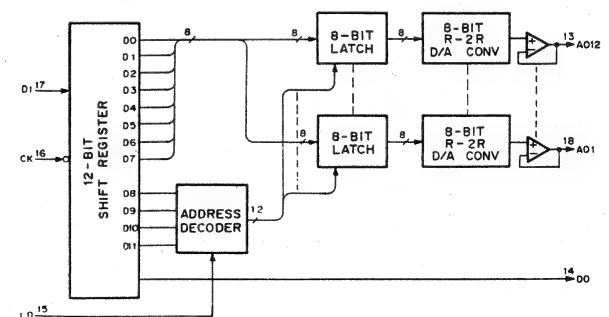 12-BIT
SHIFT REGISTER
DI 17
CK 16
LD 15
D0
D1
D2
D3
D4
D5
D6
D7
D8
D9
D10
D11
8
8
8-BIT
LATCH
8
8-BIT
R-2R
D/A CONV
+
−
13
AO12
8
8-BIT
LATCH
8
8-BIT
R-2R
D/A CONV
+
−
18
AO1
ADDRESS
DECODER
12
14
DO